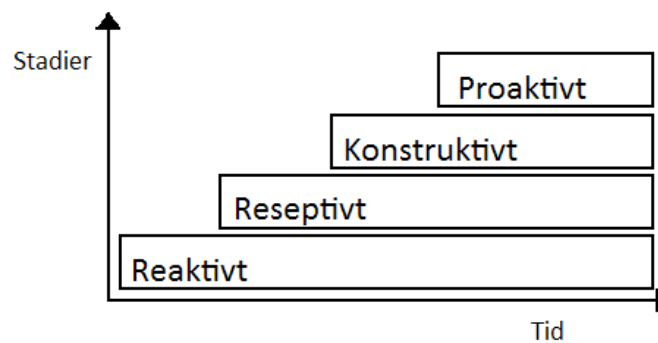 Stadier
Proaktivt
Konstruktivt
Reseptivt
Reaktivt
Tid